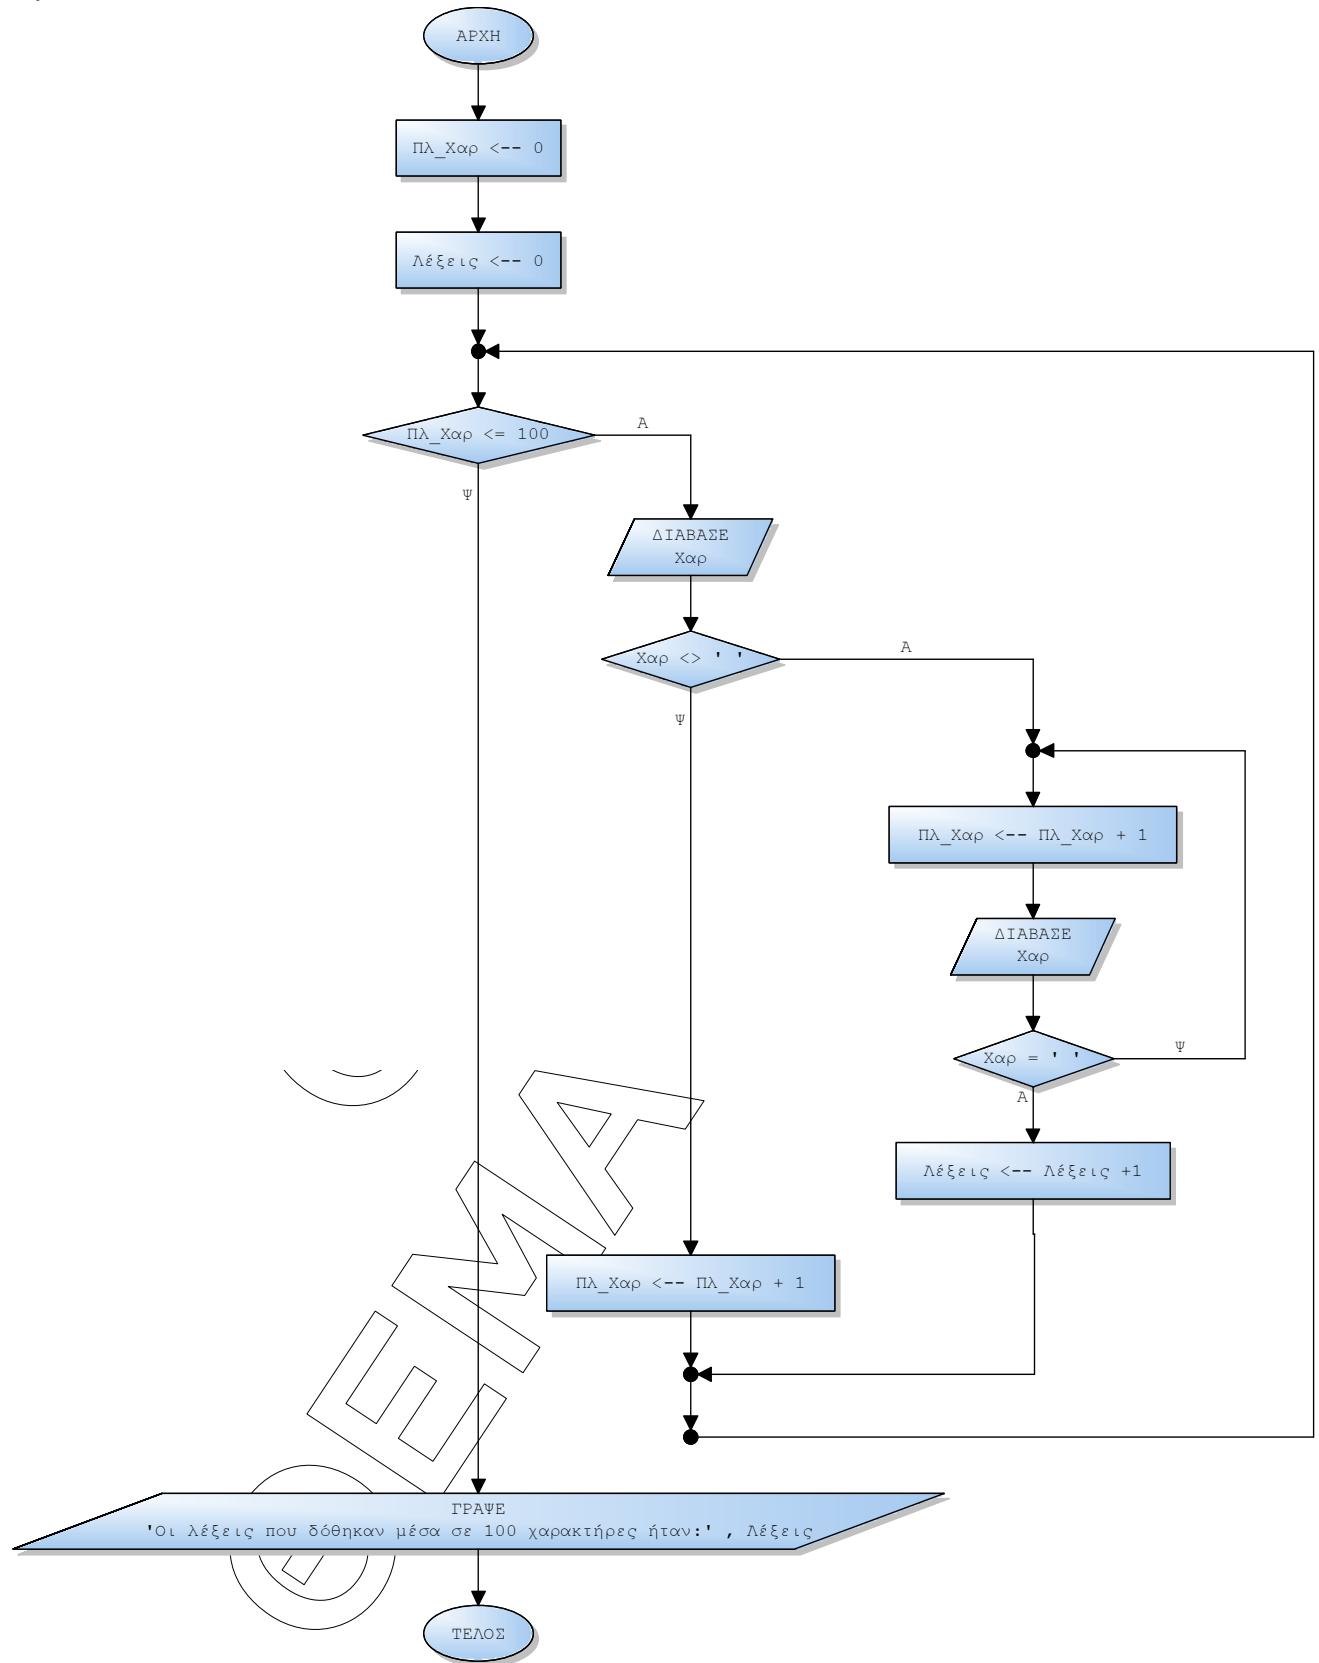 ΑΡΧΗ
Πλ_Χαρ <-- 0
Λέξεις <-- 0
Πλ_Χαρ <= 100
Α
Ψ
ΔΙΑΒΑΣΕ
Χαρ
Χαρ <> ' '
Α
Ψ
Πλ_Χαρ <-- Πλ_Χαρ + 1
ΔΙΑΒΑΣΕ
Χαρ
Χαρ = ' '
Ψ
Α
Λέξεις <-- Λέξεις +1
Πλ_Χαρ <-- Πλ_Χαρ + 1
ΓΡΑΨΕ
'Οι λέξεις που δόθηκαν μέσα σε 100 χαρακτήρες ήταν:' , Λέξεις
ΤΕΛΟΣ